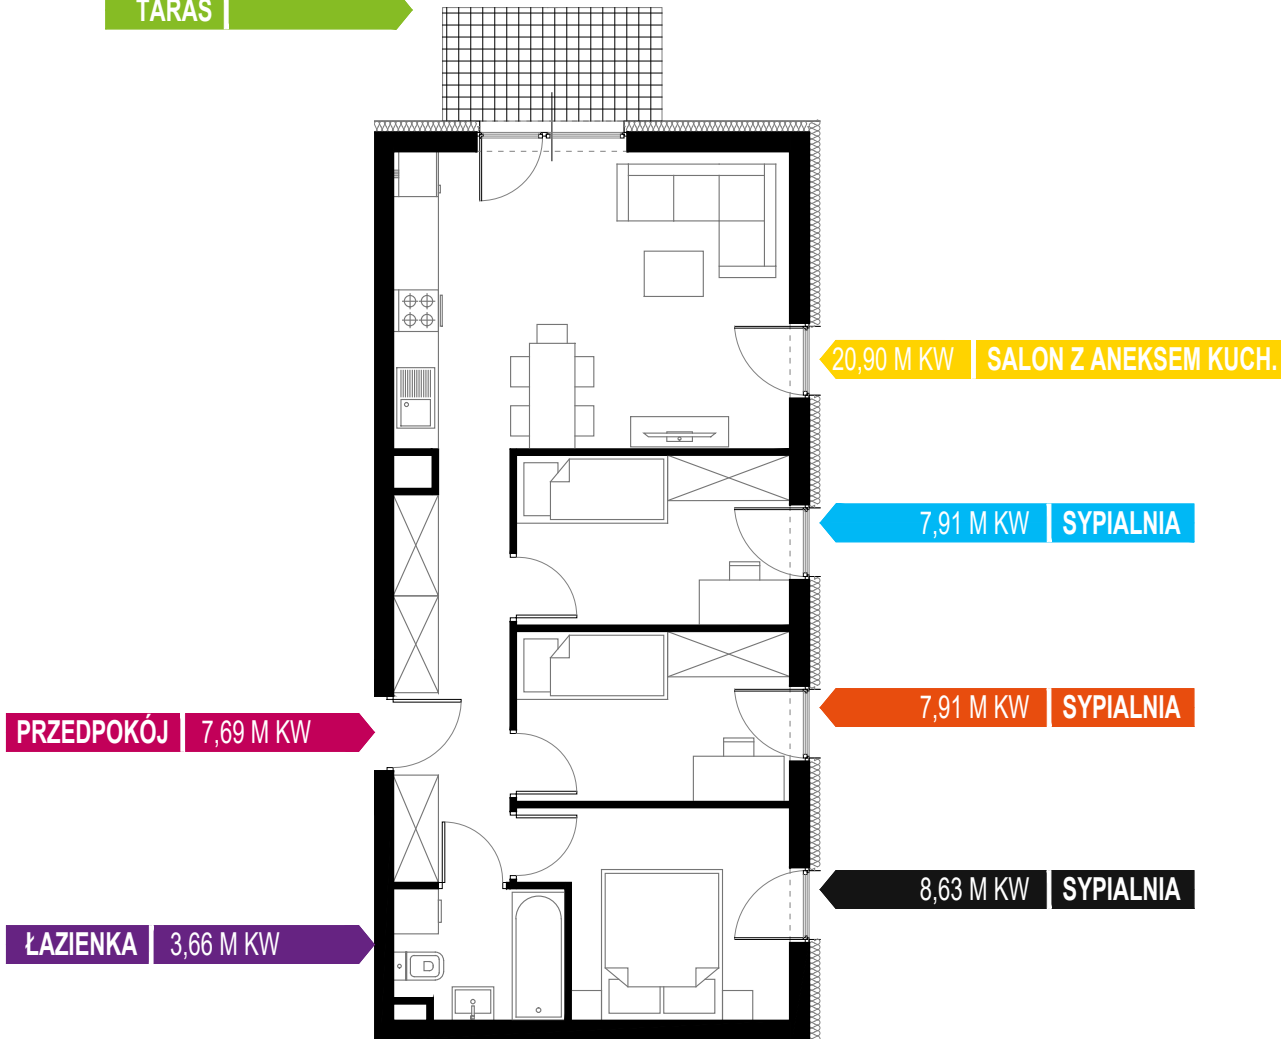 TARAS
20,90 M KW SALON Z ANEKSEM KUCH.
7,91 M KW SYPIALNIA
7,91 M KW SYPIALNIA
PRZEDPOKÓJ 7,69 M KW
8,63 M KW SYPIALNIA
ŁAZIENKA 3,66 M KW